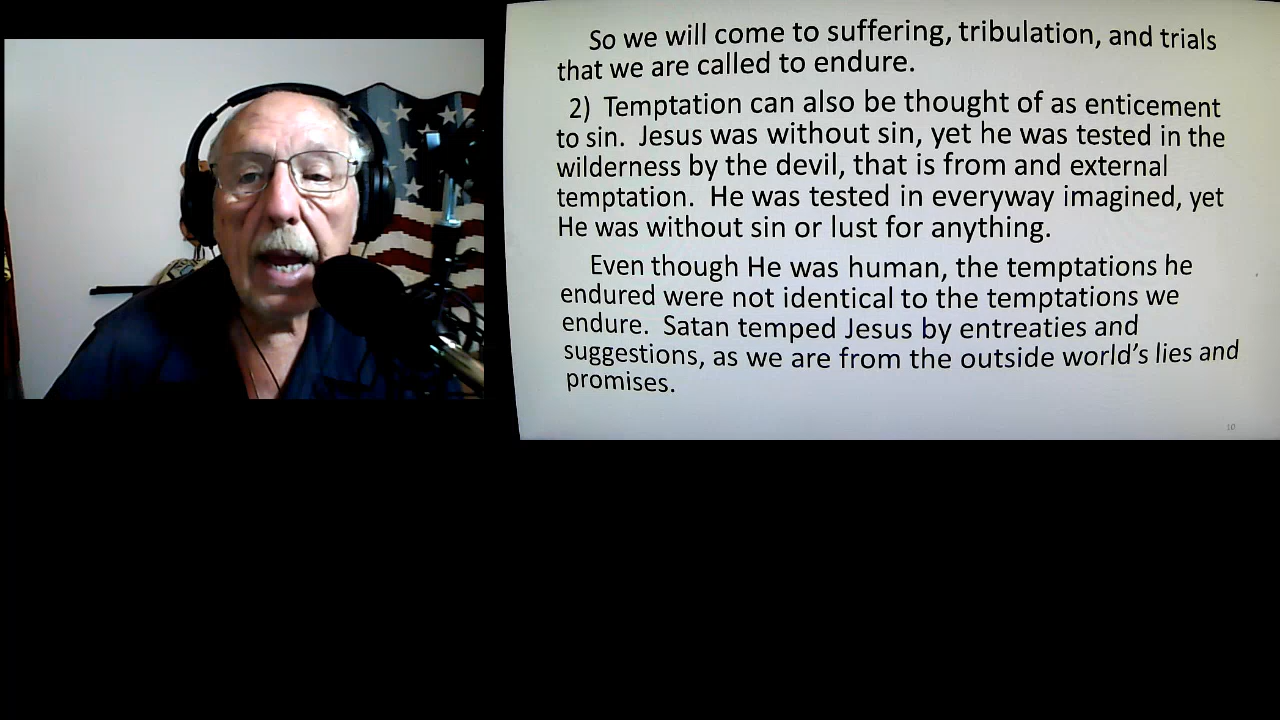 So we will come to suffering, tribulation, and trials
that we are called to endure.
2) Temptation can also be thought of as enticement
to sin. Jesus was without sin, yet he was tested in the
wilderness by the devil, that is from and external
temptation. He was tested in everyway imagined, yet
He was without sin or lust for anything.
Even though He was human, the temptations he
endured were not identical to the temptations we
endure. Satan temped Jesus by entreaties and
suggestions, as we are from the outside world's lies and
promises.
10